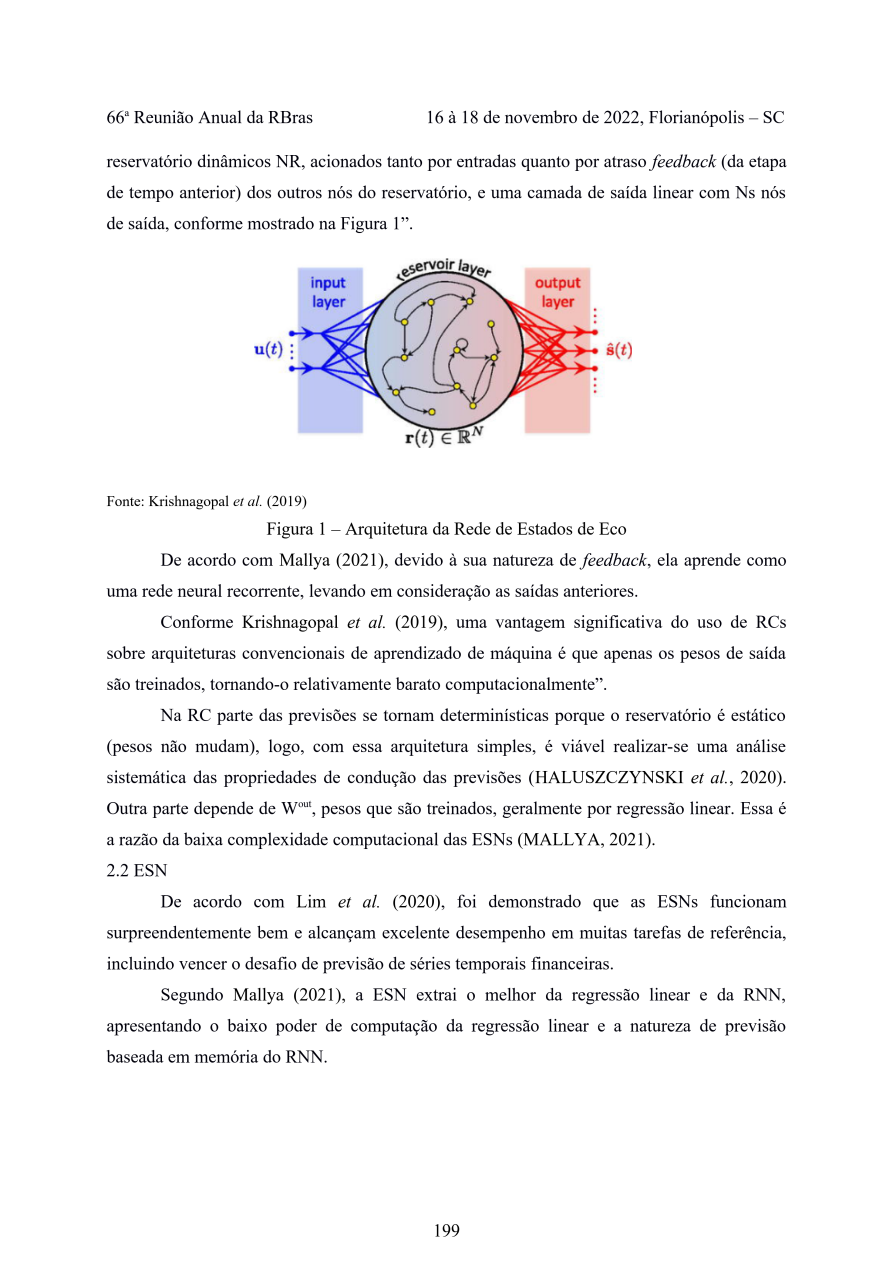 66ª Reunião Anual da RBras 16 à 18 de novembro de 2022, Florianópolis – SC
reservatório dinâmicos NR, acionados tanto por entradas quanto por atraso feedback (da etapa
de tempo anterior) dos outros nós do reservatório, e uma camada de saída linear com Ns nós
de saída, conforme mostrado na Figura 1”.
reservoir layer
input
layer
output
layer
u(t)
ŝ(t)
r(t) ∈ ℝᴺ
Fonte: Krishnagopal et al. (2019)
Figura 1 – Arquitetura da Rede de Estados de Eco
De acordo com Mallya (2021), devido à sua natureza de feedback, ela aprende como
uma rede neural recorrente, levando em consideração as saídas anteriores.
Conforme Krishnagopal et al. (2019), uma vantagem significativa do uso de RCs
sobre arquiteturas convencionais de aprendizado de máquina é que apenas os pesos de saída
são treinados, tornando-o relativamente barato computacionalmente”.
Na RC parte das previsões se tornam determinísticas porque o reservatório é estático
(pesos não mudam), logo, com essa arquitetura simples, é viável realizar-se uma análise
sistemática das propriedades de condução das previsões (HALUSZCZYNSKI et al., 2020).
Outra parte depende de Wᵒᵘᵗ, pesos que são treinados, geralmente por regressão linear. Essa é
a razão da baixa complexidade computacional das ESNs (MALLYA, 2021).
2.2 ESN
De acordo com Lim et al. (2020), foi demonstrado que as ESNs funcionam
surpreendentemente bem e alcançam excelente desempenho em muitas tarefas de referência,
incluindo vencer o desafio de previsão de séries temporais financeiras.
Segundo Mallya (2021), a ESN extrai o melhor da regressão linear e da RNN,
apresentando o baixo poder de computação da regressão linear e a natureza de previsão
baseada em memória do RNN.
199